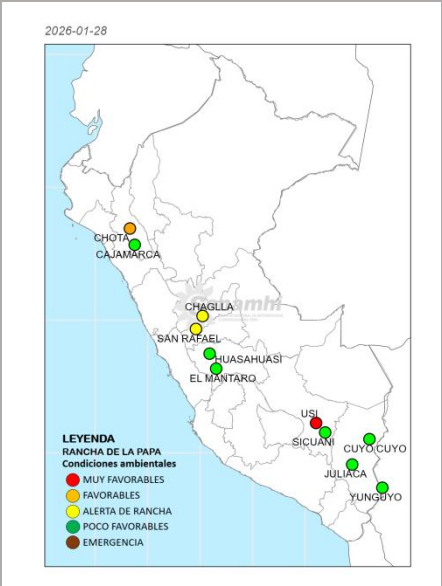 2026-01-28
CHOTA
CAJAMARCA
CHAGLLA
SAN RAFAEL
HUASAHUASI
EL MANTARO
USI
SICUANI
CUYO CUYO
JULIACA
YUNGUYO
LEYENDA
RANCHA DE LA PAPA
Condiciones ambientales
MUY FAVORABLES
FAVORABLES
ALERTA DE RANCHA
POCO FAVORABLES
EMERGENCIA